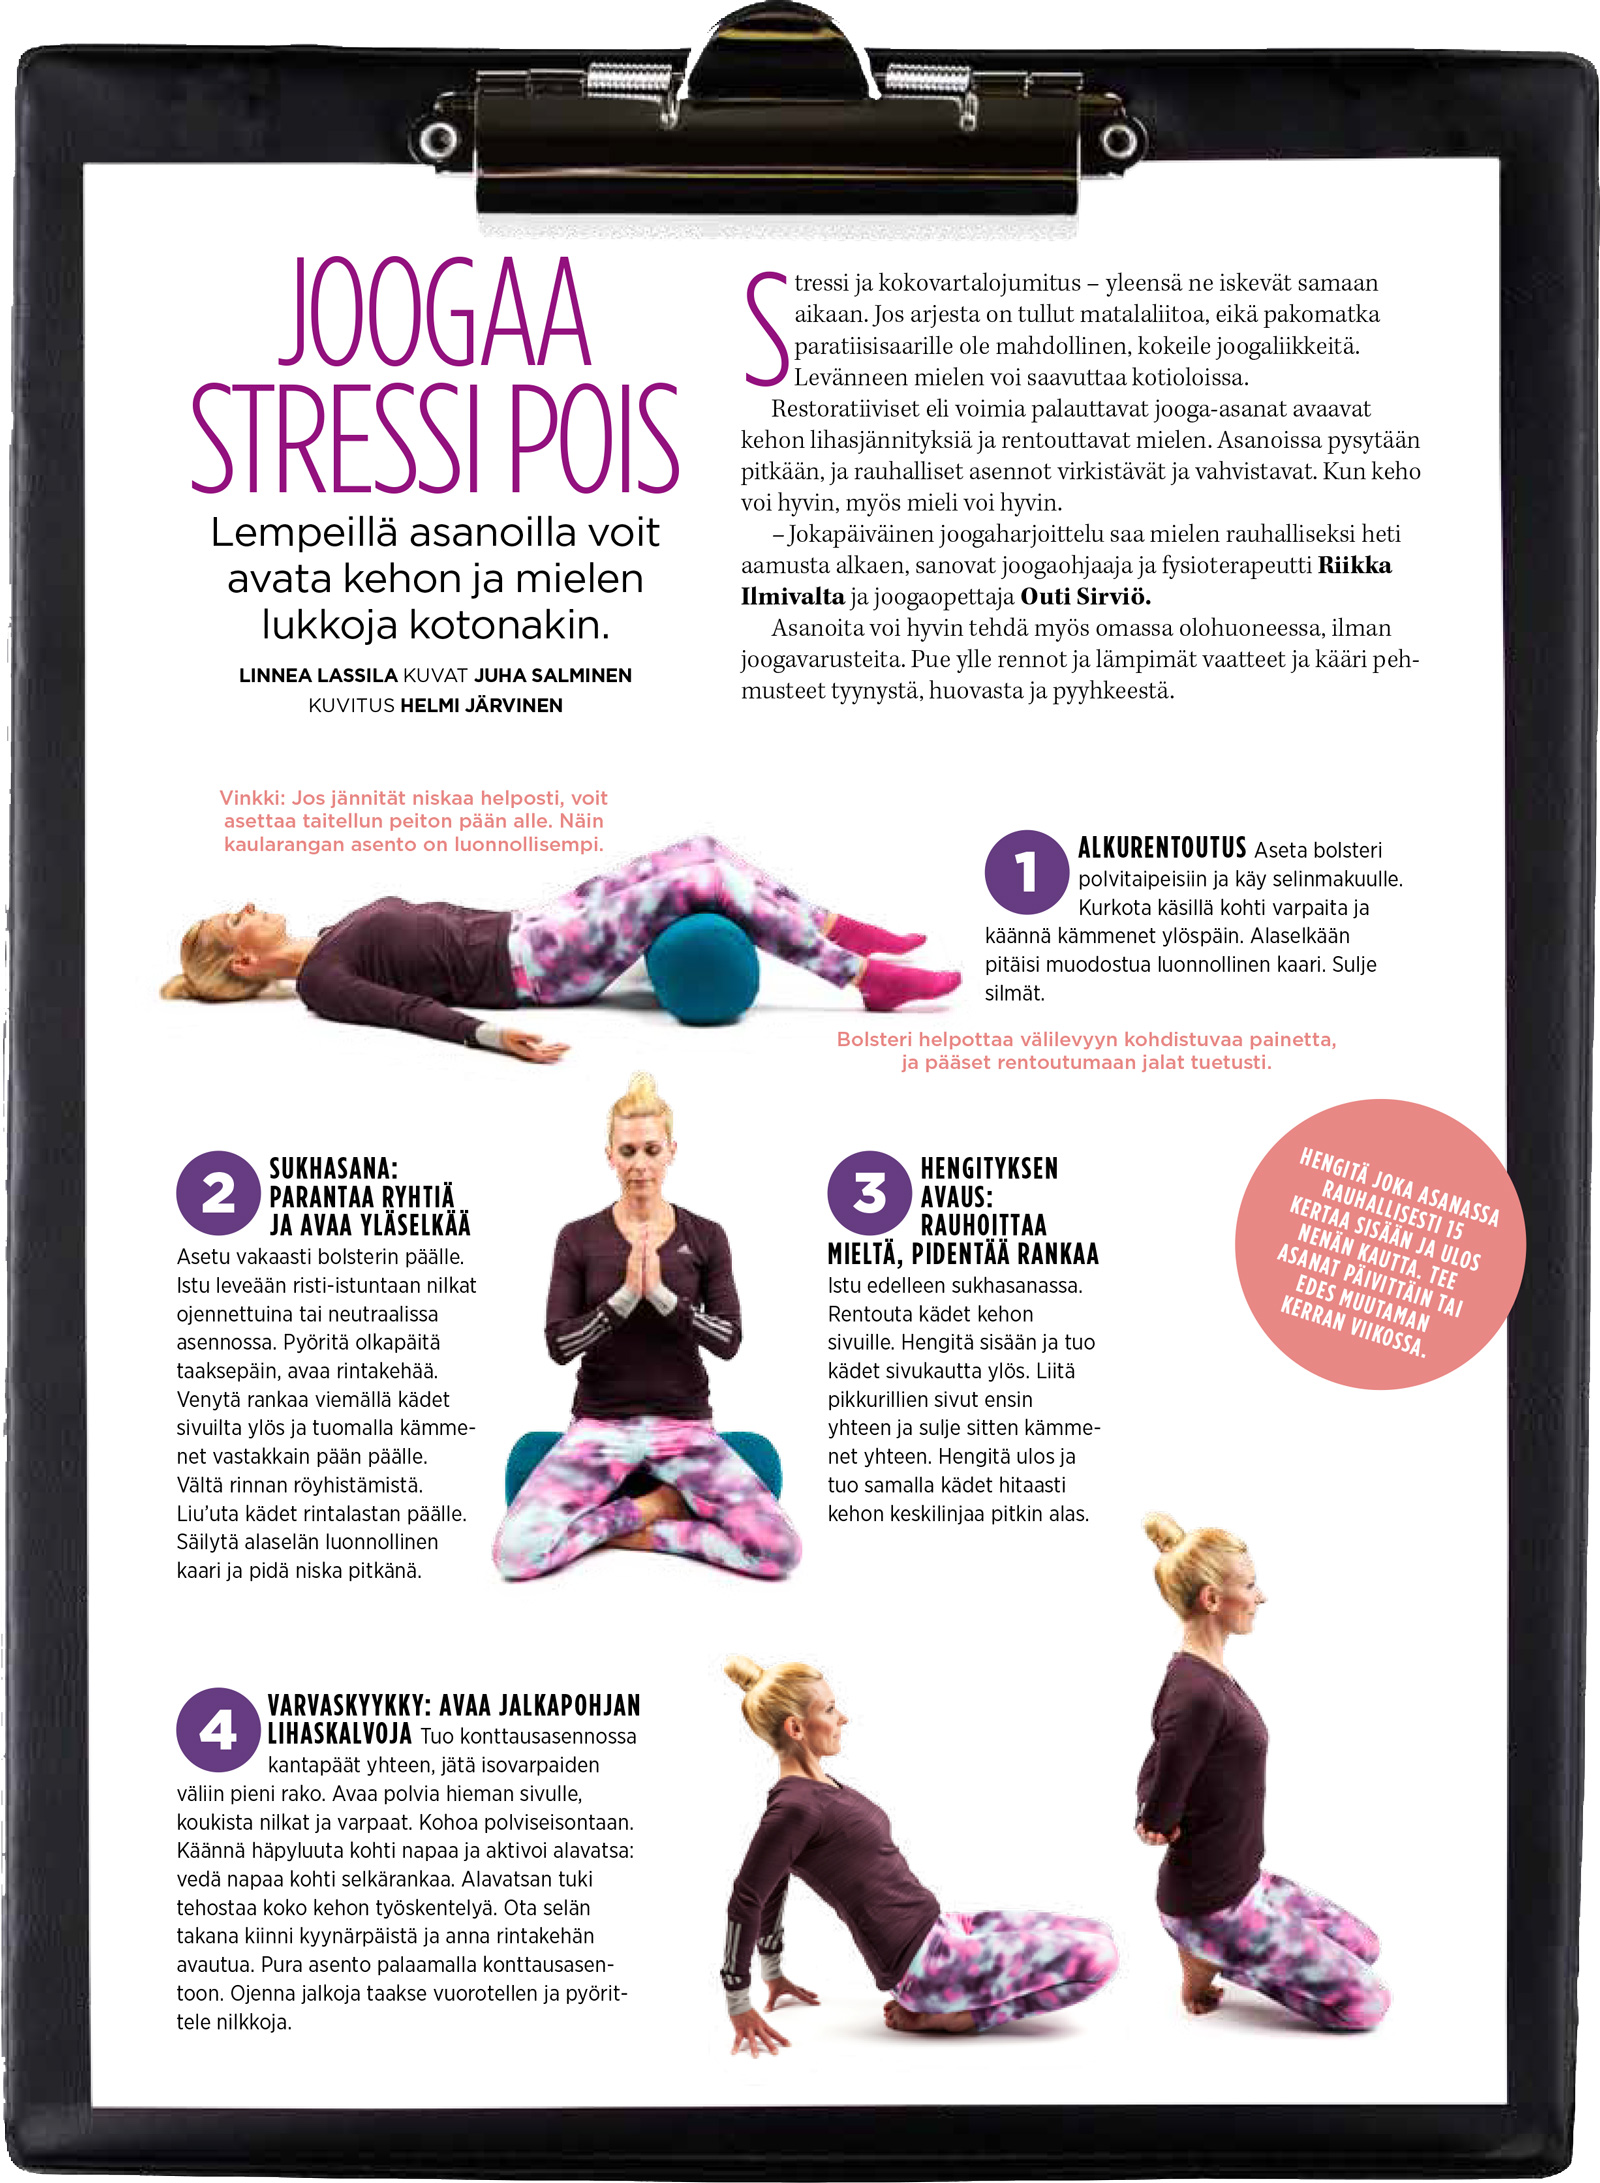 JOOGAA
STRESSI POIS
Lempeillä asanoilla voit
avata kehon ja mielen
lukkoja kotonakin.
LINNEA LASSILA KUVAT JUHA SALMINEN
KUVITUS HELMI JÄRVINEN
Stressi ja kokovartalojumitus – yleensä ne iskevät samaan
aikaan. Jos arjesta on tullut matalaliitoa, eikä pakomatka
paratiisisaarille ole mahdollinen, kokeile joogaliikkeitä.
Levänneen mielen voi saavuttaa kotioloissa.
Restoratiiviset eli voimia palauttavat jooga-asanat avaavat
kehon lihasjännityksiä ja rentouttavat mielen. Asanoissa pysytään
pitkään, ja rauhalliset asennot virkistävät ja vahvistavat. Kun keho
voi hyvin, myös mieli voi hyvin.
– Jokapäiväinen joogaharjoittelu saa mielen rauhalliseksi heti
aamusta alkaen, sanovat joogaohjaaja ja fysioterapeutti Riikka
Ilmivalta ja joogaopettaja Outi Sirviö.
Asanoita voi hyvin tehdä myös omassa olohuoneessa, ilman
joogavarusteita. Pue ylle rennot ja lämpimät vaatteet ja kääri peh-
musteet tyynystä, huovasta ja pyyhkeestä.
Vinkki: Jos jännität niskaa helposti, voit
asettaa taitellun peiton pään alle. Näin
kaularangan asento on luonnollisempi.
1 ALKURENTOUTUS Aseta bolsteri
polvitaipeisiin ja käy selinmakuulle.
Kurkota käsillä kohti varpaita ja
käännä kämmenet ylöspäin. Alaselkään
pitäisi muodostua luonnollinen kaari. Sulje
silmät.
Bolsteri helpottaa välilevyyn kohdistuvaa painetta,
ja pääset rentoutumaan jalat tuetusti.
2 SUKHASANA:
PARANTAA RYHTIÄ
JA AVAA YLÄSELKÄÄ
Asetu vakaasti bolsterin päälle.
Istu leveään risti-istuntaan nilkat
ojennettuina tai neutraalissa
asennossa. Pyöritä olkapäitä
taaksepäin, avaa rintakehää.
Venytä rankaa viemällä kädet
sivuilta ylös ja tuomalla kämme-
net vastakkain pään päälle.
Vältä rinnan röyhistämistä.
Liu'uta kädet rintalastan päälle.
Säilytä alaselän luonnollinen
kaari ja pidä niska pitkänä.
3 HENGITYKSEN
AVAUS:
RAUHOITTAA
MIELTÄ, PIDENTÄÄ RANKAA
Istu edelleen sukhasanassa.
Rentouta kädet kehon
sivuille. Hengitä sisään ja tuo
kädet sivukautta ylös. Liitä
pikkurillien sivut ensin
yhteen ja sulje sitten kämme-
net yhteen. Hengitä ulos ja
tuo samalla kädet hitaasti
kehon keskilinjaa pitkin alas.
HENGITÄ JOKA ASANASSA
RAUHALLISESTI 15
KERTAA SISÄÄN JA ULOS
NENÄN KAUTTA. TEE
ASANAT PÄIVITTÄIN TAI
EDES MUUTAMAN
KERRAN VIIKOSSA.
4 VARVASKYYKKY: AVAA JALKAPOHJAN
LIHASKALVOJA Tuo konttausasennossa
kantapäät yhteen, jätä isovarpaiden
väliin pieni rako. Avaa polvia hieman sivulle,
koukista nilkat ja varpaat. Kohoa polviseisontaan.
Käännä häpyluuta kohti napaa ja aktivoi alavatsa:
vedä napaa kohti selkärankaa. Alavatsan tuki
tehostaa koko kehon työskentelyä. Ota selän
takana kiinni kyynärpäistä ja anna rintakehän
avautua. Pura asento palaamalla konttausasen-
toon. Ojenna jalkoja taakse vuorotellen ja pyörit-
tele nilkkoja.